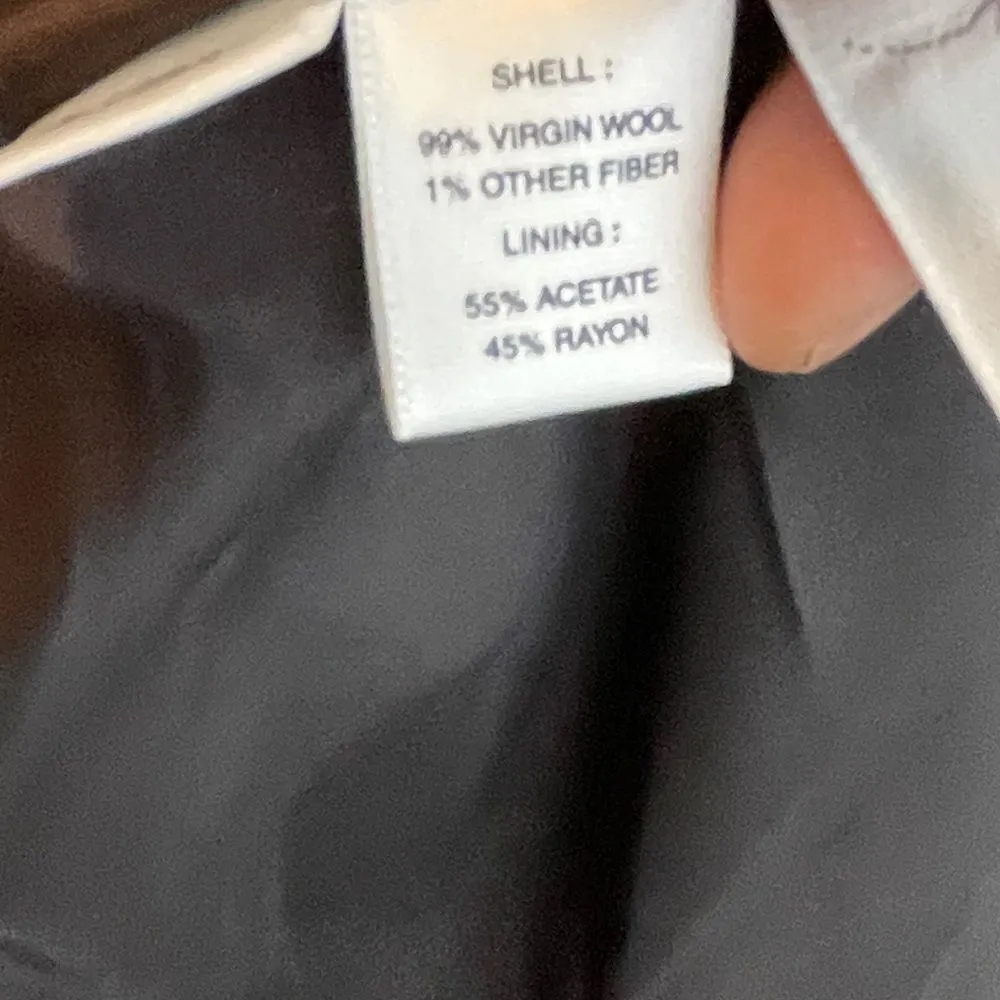 SHELL :
99% VIRGIN WOOL
1% OTHER FIBER
LINING :
55% ACETATE
45% RAYON